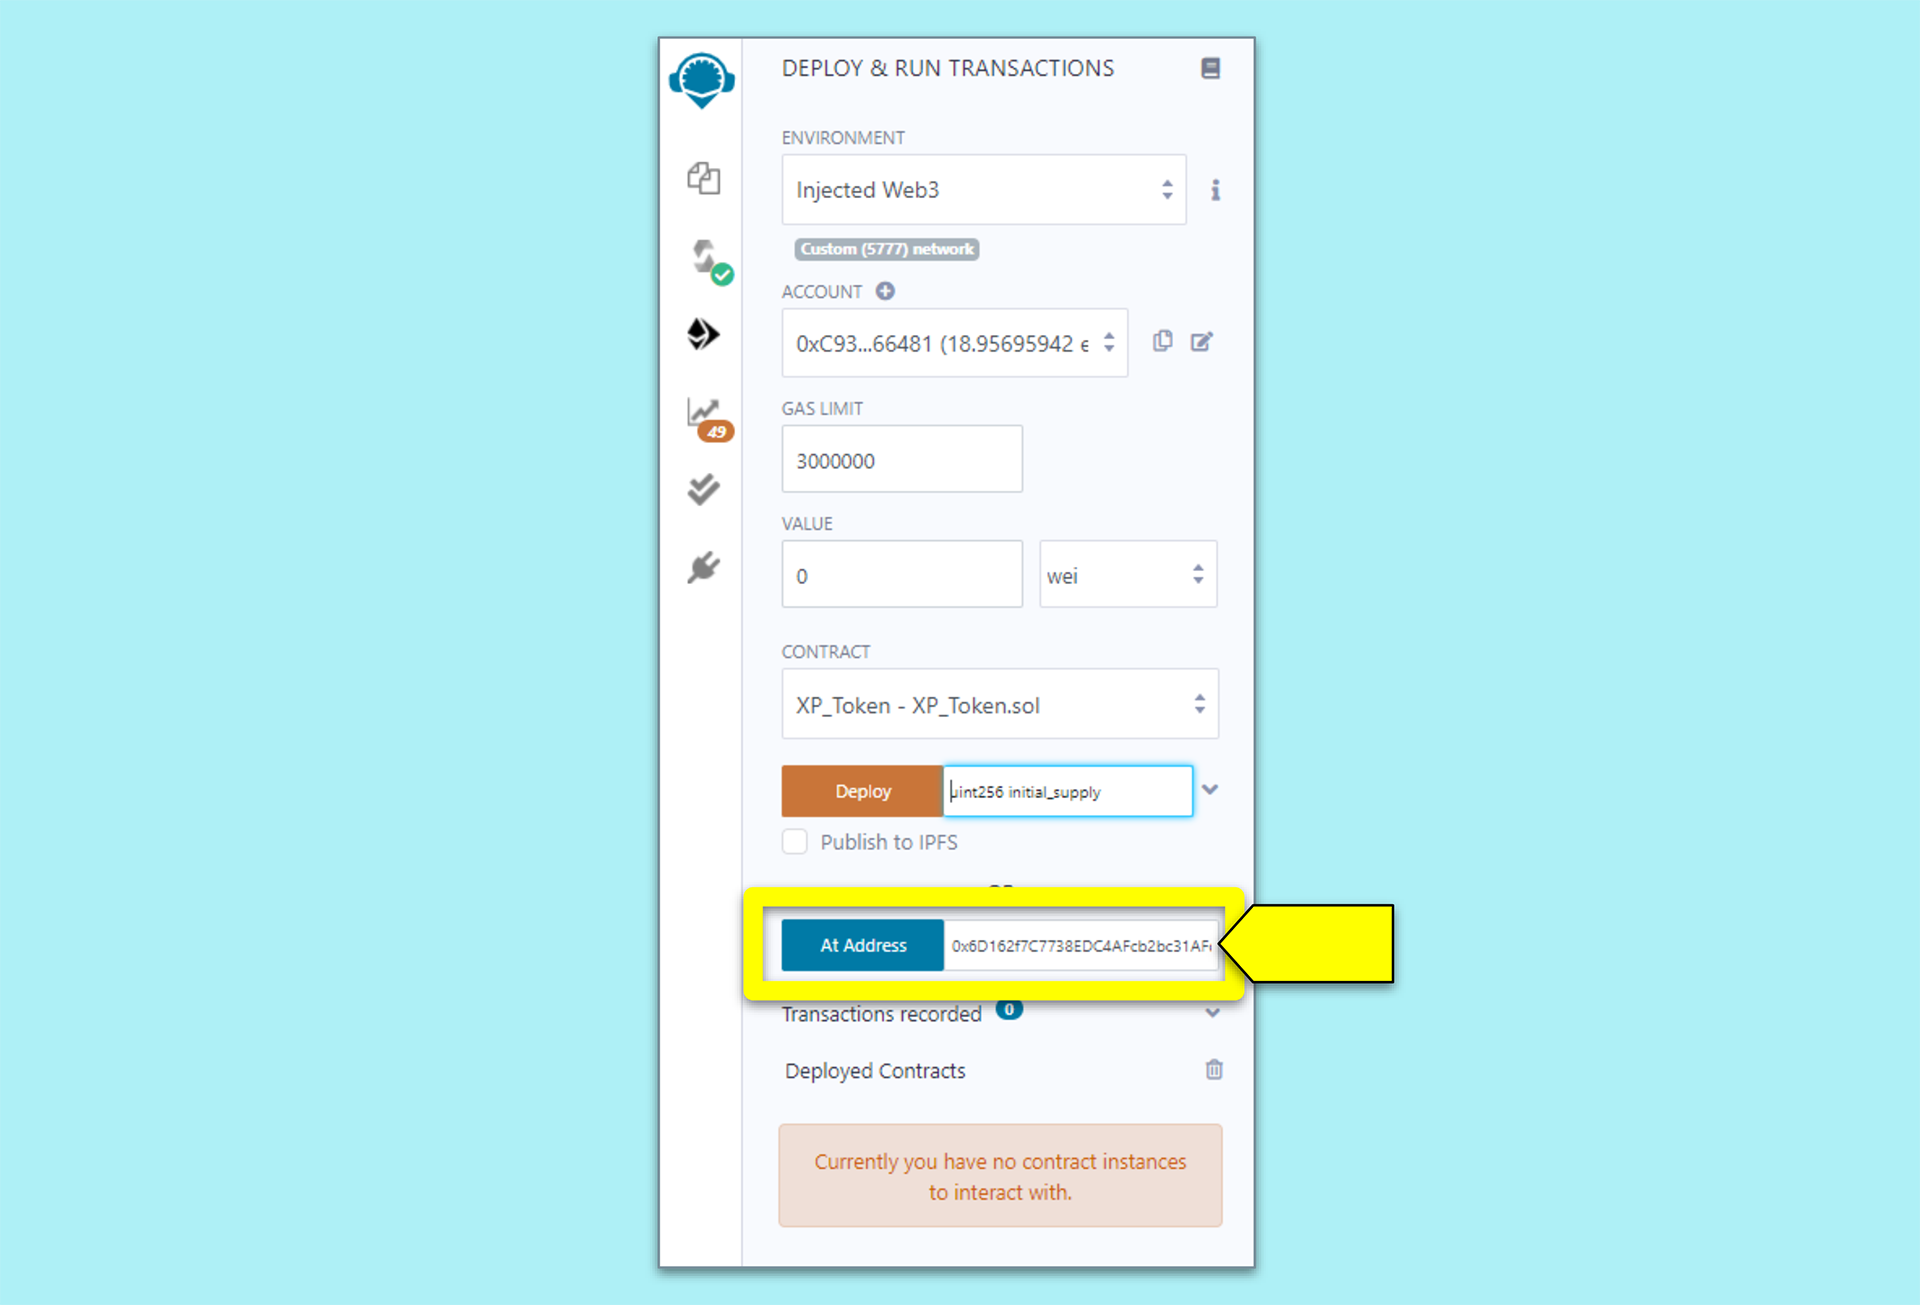 DEPLOY & RUN TRANSACTIONS
ENVIRONMENT
Injected Web3
Custom (5777) network
ACCOUNT
0xC93...66481 (18.95695942 e
GAS LIMIT
49
3000000
VALUE
0
wei
CONTRACT
XP_Token - XP_Token.sol
Deploy
uint256 initial_supply
Publish to IPFS
At Address
0x6D162f7C7738EDC4AFcb2bc31AF
Transactions recorded 0
Deployed Contracts
Currently you have no contract instances
to interact with.